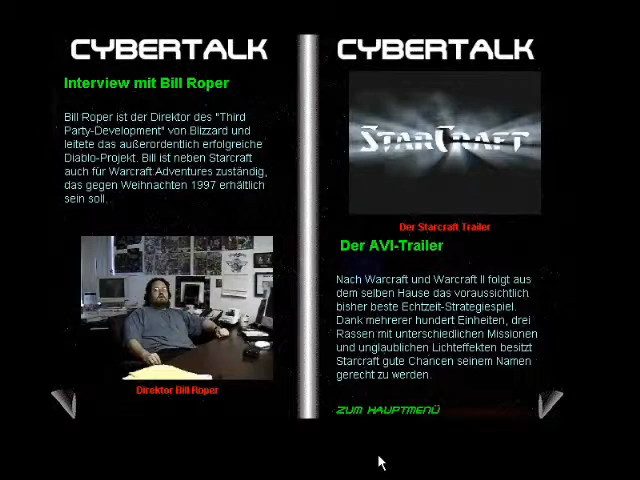 CYBERTALK
Interview mit Bill Roper
Bill Roper ist der Direktor des "Third
Party-Development" von Blizzard und
leitete das außerordentlich erfolgreiche
Diablo-Projekt. Bill ist neben Starcraft
auch für Warcraft Adventures zuständig,
das gegen Weihnachten 1997 erhältlich
sein soll.
Direktor Bill Roper
CYBERTALK
STARCRAFT
Der Starcraft Trailer
Der AVI-Trailer
Nach Warcraft und Warcraft II folgt aus
dem selben Hause das voraussichtlich
bisher beste Echtzeit-Strategiespiel.
Dank mehrerer hundert Einheiten, drei
Rassen mit unterschiedlichen Missionen
und unglaublichen Lichteffekten besitzt
Starcraft gute Chancen seinem Namen
gerecht zu werden.
ZUM HAUPTMENÜ